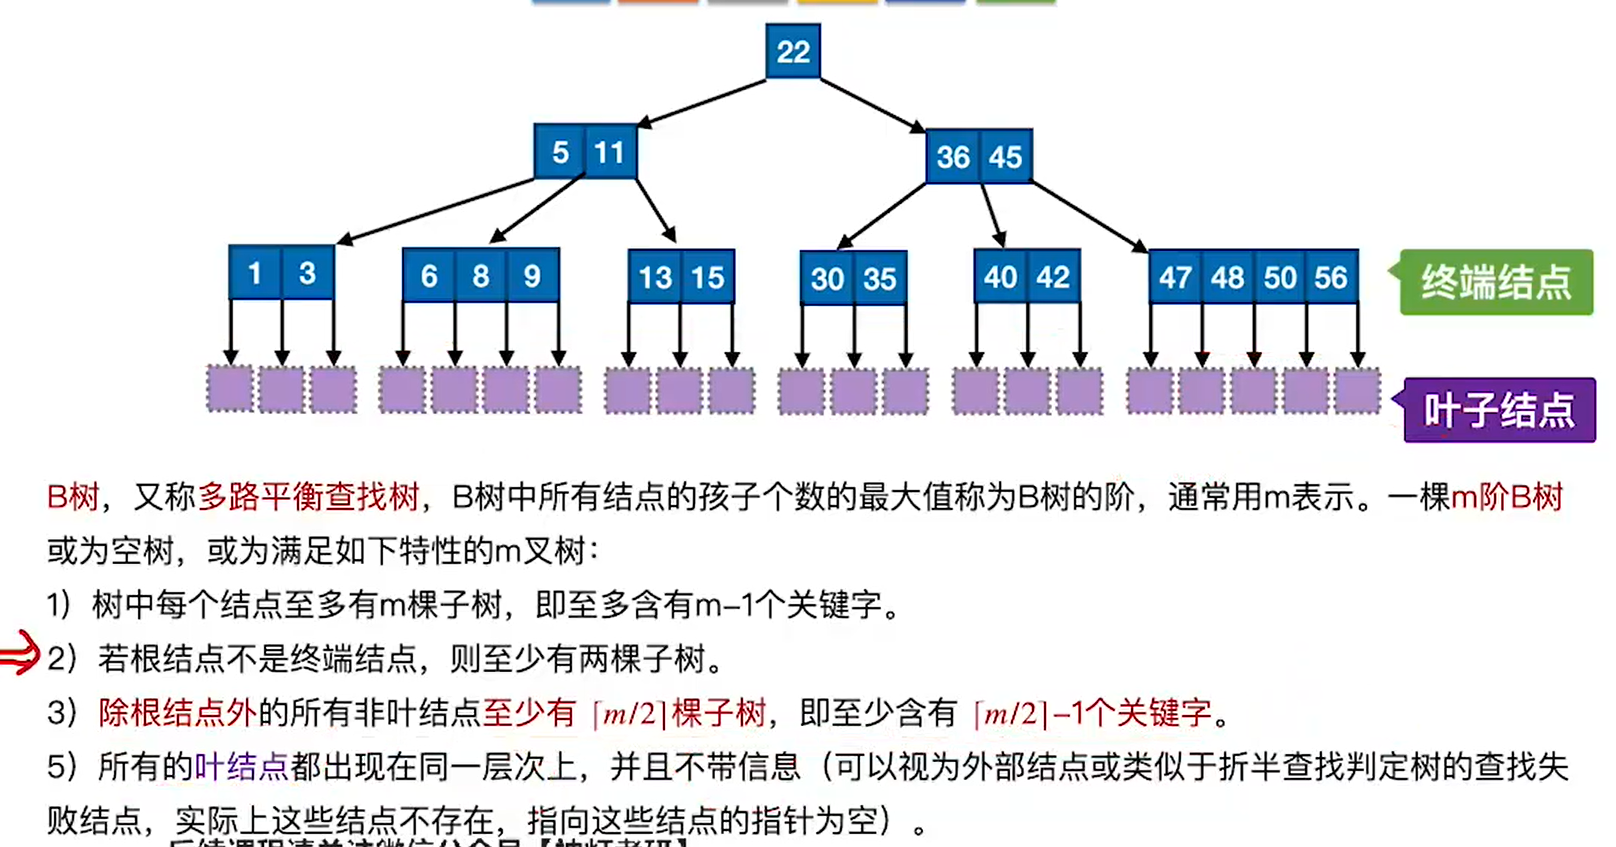 22
5 11
36 45
1 3
6 8 9
13 15
30 35
40 42
47 48 50 56
终端结点
叶子结点
B树，又称多路平衡查找树，B树中所有结点的孩子个数的最大值称为B树的阶，通常用m表示。一棵m阶B树
或为空树，或为满足如下特性的m叉树：
1）树中每个结点至多有m棵子树，即至多含有m-1个关键字。
2）若根结点不是终端结点，则至少有两棵子树。
3）除根结点外的所有非叶结点至少有 ⌈m/2⌉棵子树，即至少含有 ⌈m/2⌉-1个关键字。
5）所有的叶结点都出现在同一层次上，并且不带信息（可以视为外部结点或类似于折半查找判定树的查找失
败结点，实际上这些结点不存在，指向这些结点的指针为空）。